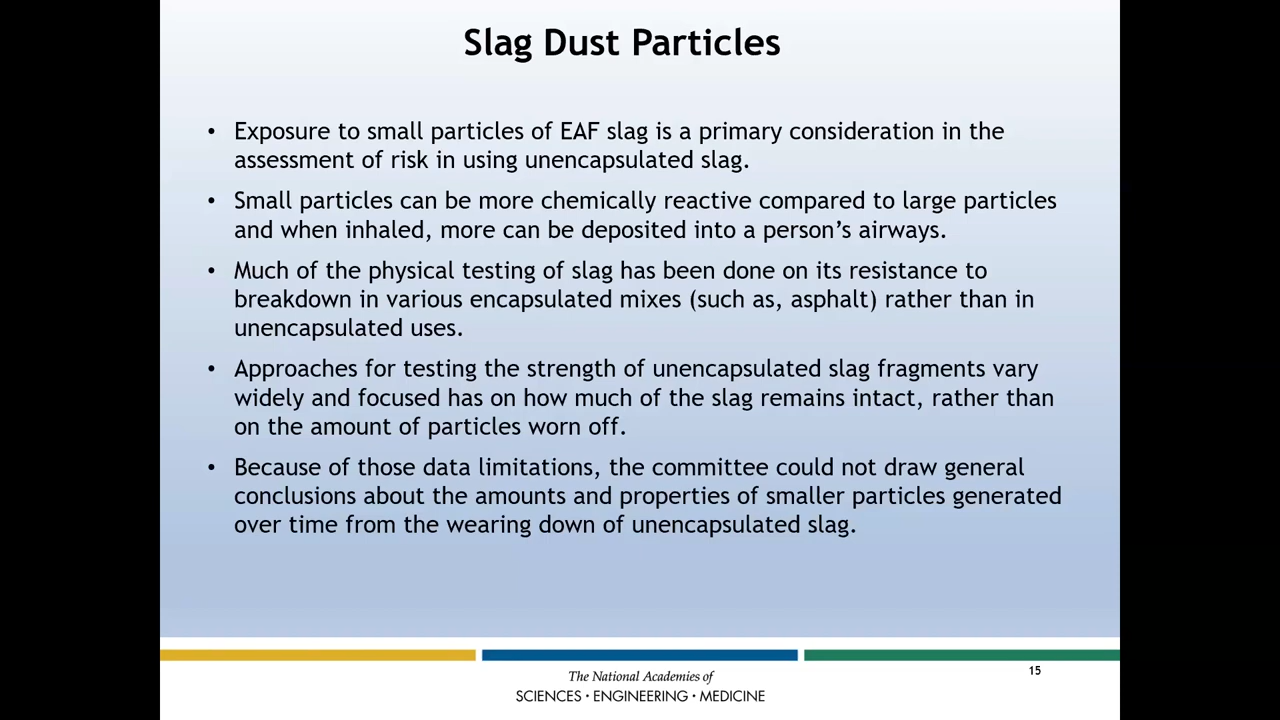 Slag Dust Particles
• Exposure to small particles of EAF slag is a primary consideration in the
assessment of risk in using unencapsulated slag.
• Small particles can be more chemically reactive compared to large particles
and when inhaled, more can be deposited into a person’s airways.
• Much of the physical testing of slag has been done on its resistance to
breakdown in various encapsulated mixes (such as, asphalt) rather than in
unencapsulated uses.
• Approaches for testing the strength of unencapsulated slag fragments vary
widely and focused has on how much of the slag remains intact, rather than
on the amount of particles worn off.
• Because of those data limitations, the committee could not draw general
conclusions about the amounts and properties of smaller particles generated
over time from the wearing down of unencapsulated slag.
The National Academies of
SCIENCES · ENGINEERING · MEDICINE
15